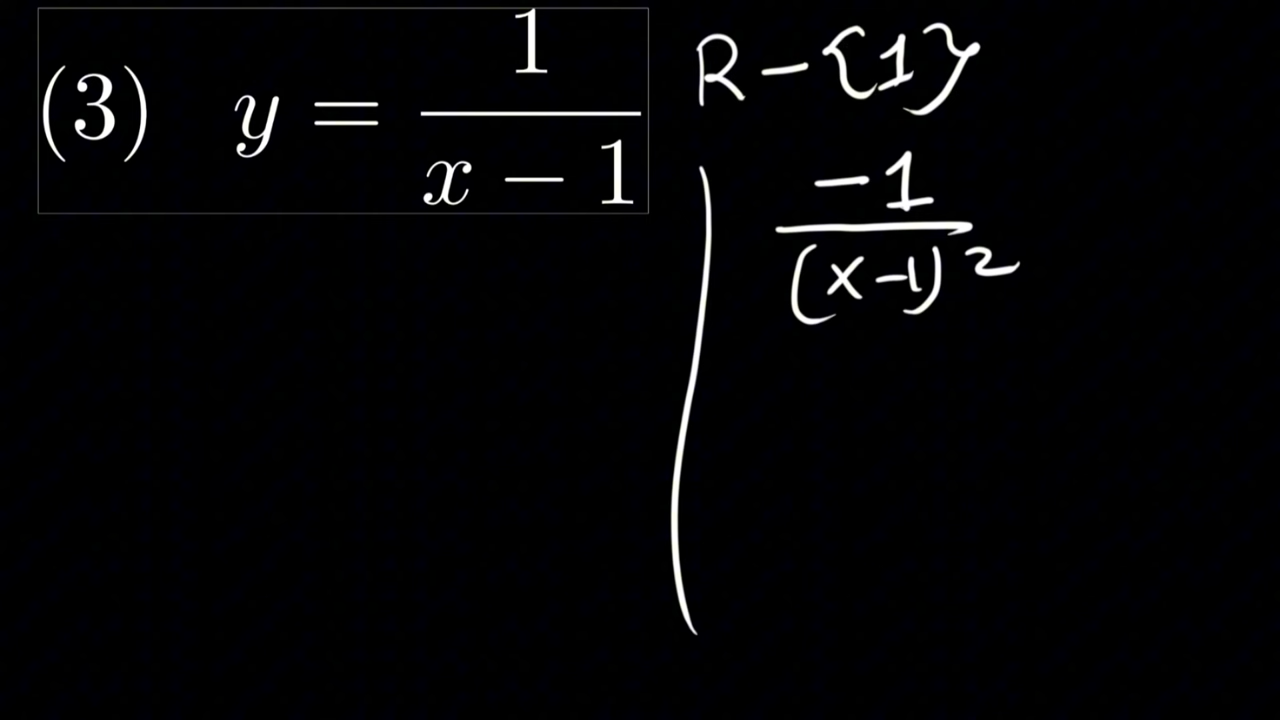 (3) y = 1/(x − 1)
R – {1}
−1/(x−1)²